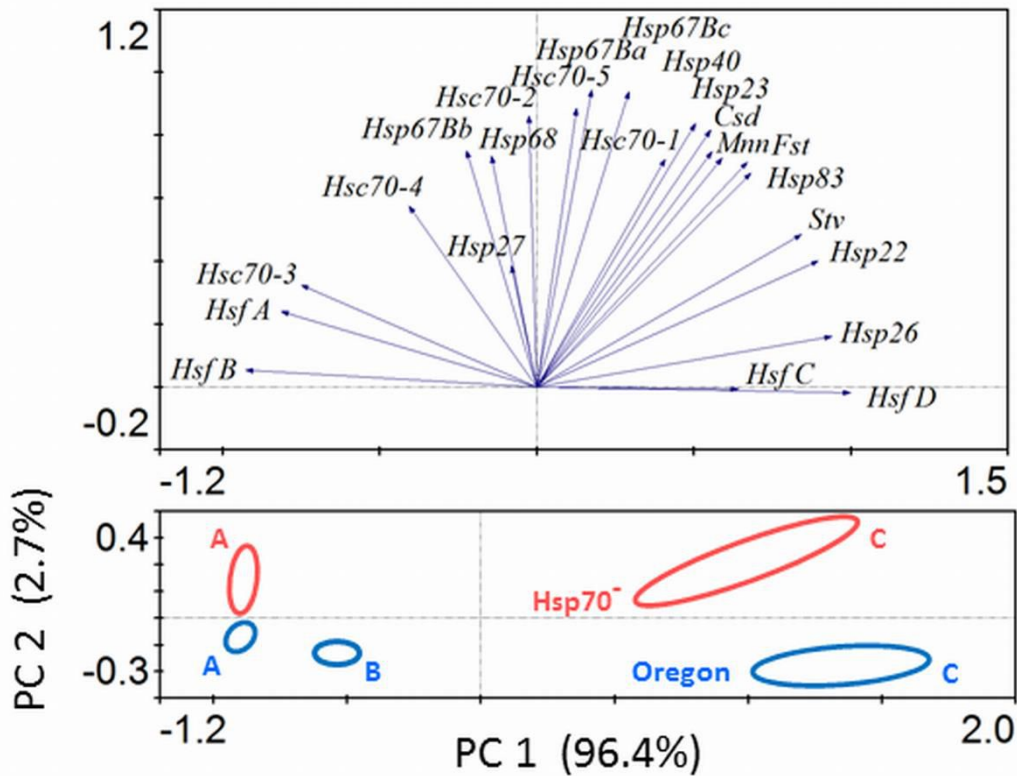 1.2
Hsp67Bc
Hsp67Ba
Hsp40
Hsc70-5
Hsp23
Hsc70-2
Csd
Hsp67Bb
Hsp68
Hsc70-1
MnnFst
Hsc70-4
Hsp83
Stv
Hsp27
Hsp22
Hsc70-3
Hsf A
Hsp26
Hsf B
Hsf C
Hsf D
-0.2
-1.2
1.5
PC 2 (2.7%)
0.4
A
C
Hsp70-
A
B
Oregon
C
-0.3
-1.2
2.0
PC 1 (96.4%)